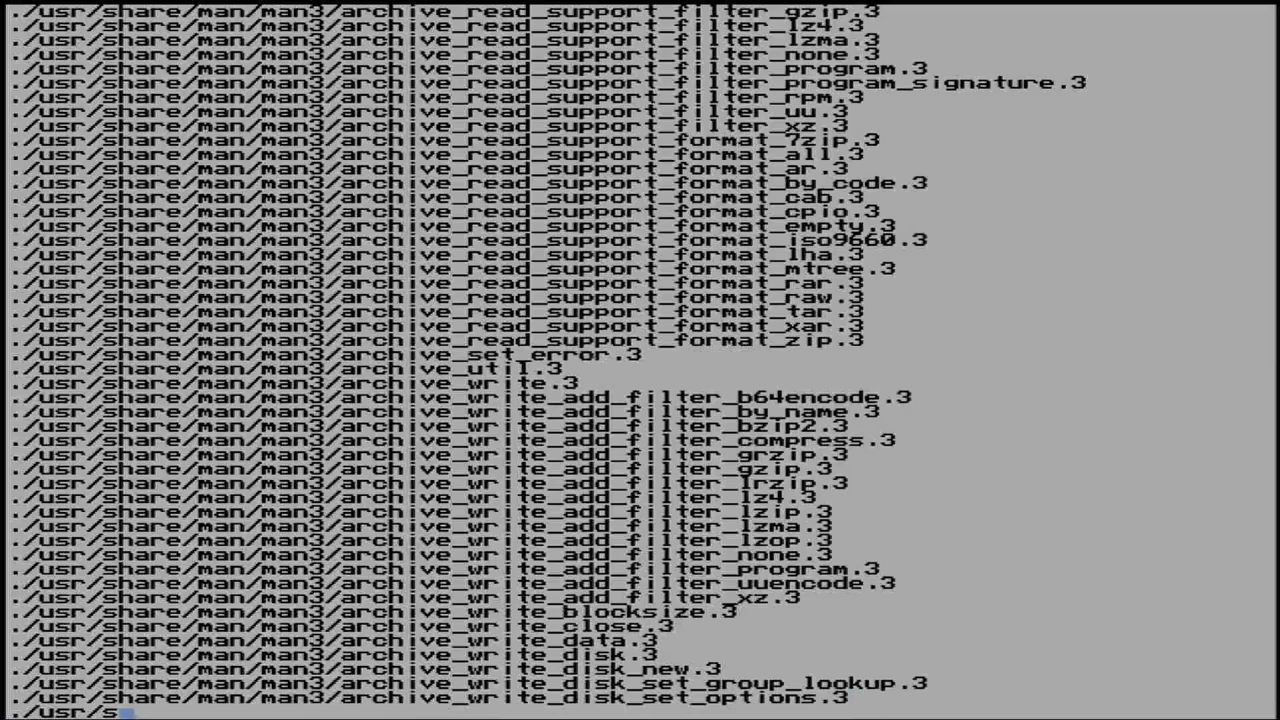 ./usr/share/man/man3/archive_read_support_filter_gzip.3
./usr/share/man/man3/archive_read_support_filter_lz4.3
./usr/share/man/man3/archive_read_support_filter_lzma.3
./usr/share/man/man3/archive_read_support_filter_none.3
./usr/share/man/man3/archive_read_support_filter_program.3
./usr/share/man/man3/archive_read_support_filter_program_signature.3
./usr/share/man/man3/archive_read_support_filter_rpm.3
./usr/share/man/man3/archive_read_support_filter_uu.3
./usr/share/man/man3/archive_read_support_filter_xz.3
./usr/share/man/man3/archive_read_support_format_7zip.3
./usr/share/man/man3/archive_read_support_format_all.3
./usr/share/man/man3/archive_read_support_format_ar.3
./usr/share/man/man3/archive_read_support_format_by_code.3
./usr/share/man/man3/archive_read_support_format_cab.3
./usr/share/man/man3/archive_read_support_format_cpio.3
./usr/share/man/man3/archive_read_support_format_empty.3
./usr/share/man/man3/archive_read_support_format_iso9660.3
./usr/share/man/man3/archive_read_support_format_lha.3
./usr/share/man/man3/archive_read_support_format_mtree.3
./usr/share/man/man3/archive_read_support_format_rar.3
./usr/share/man/man3/archive_read_support_format_raw.3
./usr/share/man/man3/archive_read_support_format_tar.3
./usr/share/man/man3/archive_read_support_format_xar.3
./usr/share/man/man3/archive_read_support_format_zip.3
./usr/share/man/man3/archive_set_error.3
./usr/share/man/man3/archive_util.3
./usr/share/man/man3/archive_write.3
./usr/share/man/man3/archive_write_add_filter_b64encode.3
./usr/share/man/man3/archive_write_add_filter_by_name.3
./usr/share/man/man3/archive_write_add_filter_bzip2.3
./usr/share/man/man3/archive_write_add_filter_compress.3
./usr/share/man/man3/archive_write_add_filter_grzip.3
./usr/share/man/man3/archive_write_add_filter_gzip.3
./usr/share/man/man3/archive_write_add_filter_lrzip.3
./usr/share/man/man3/archive_write_add_filter_lz4.3
./usr/share/man/man3/archive_write_add_filter_lzip.3
./usr/share/man/man3/archive_write_add_filter_lzma.3
./usr/share/man/man3/archive_write_add_filter_lzop.3
./usr/share/man/man3/archive_write_add_filter_none.3
./usr/share/man/man3/archive_write_add_filter_program.3
./usr/share/man/man3/archive_write_add_filter_uuencode.3
./usr/share/man/man3/archive_write_add_filter_xz.3
./usr/share/man/man3/archive_write_blocksize.3
./usr/share/man/man3/archive_write_close.3
./usr/share/man/man3/archive_write_data.3
./usr/share/man/man3/archive_write_disk.3
./usr/share/man/man3/archive_write_disk_new.3
./usr/share/man/man3/archive_write_disk_set_group_lookup.3
./usr/share/man/man3/archive_write_disk_set_options.3
./usr/s